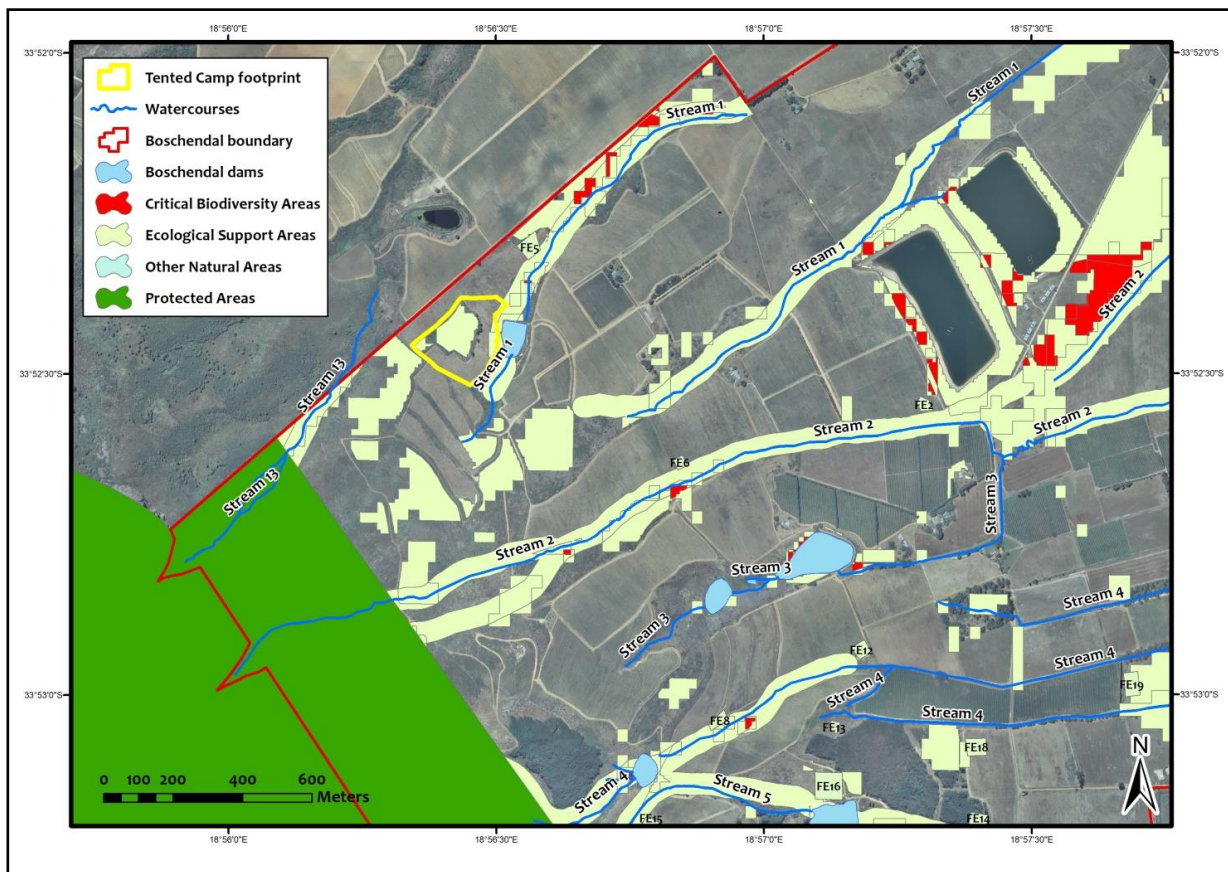 18°56'0"E
18°56'30"E
18°57'0"E
18°57'30"E
33°52'0"S
33°52'0"S
Tented Camp footprint
Watercourses
Boschendal boundary
Boschendal dams
Critical Biodiversity Areas
Ecological Support Areas
Other Natural Areas
Protected Areas
Stream 1
Stream 1
Stream 1
FE5
Stream 2
33°52'30"S
33°52'30"S
Stream 13
Stream 1
FE2
Stream 2
Stream 2
FE6
Stream 13
Stream 3
Stream 2
Stream 3
Stream 4
Stream 3
FE12
Stream 4
33°53'0"S
33°53'0"S
Stream 4
FE19
FE8
FE13
Stream 4
FE18
N
0 100 200 400 600
Meters
Stream 4
Stream 5
FE16
FE15
FE14
18°56'0"E
18°56'30"E
18°57'0"E
18°57'30"E